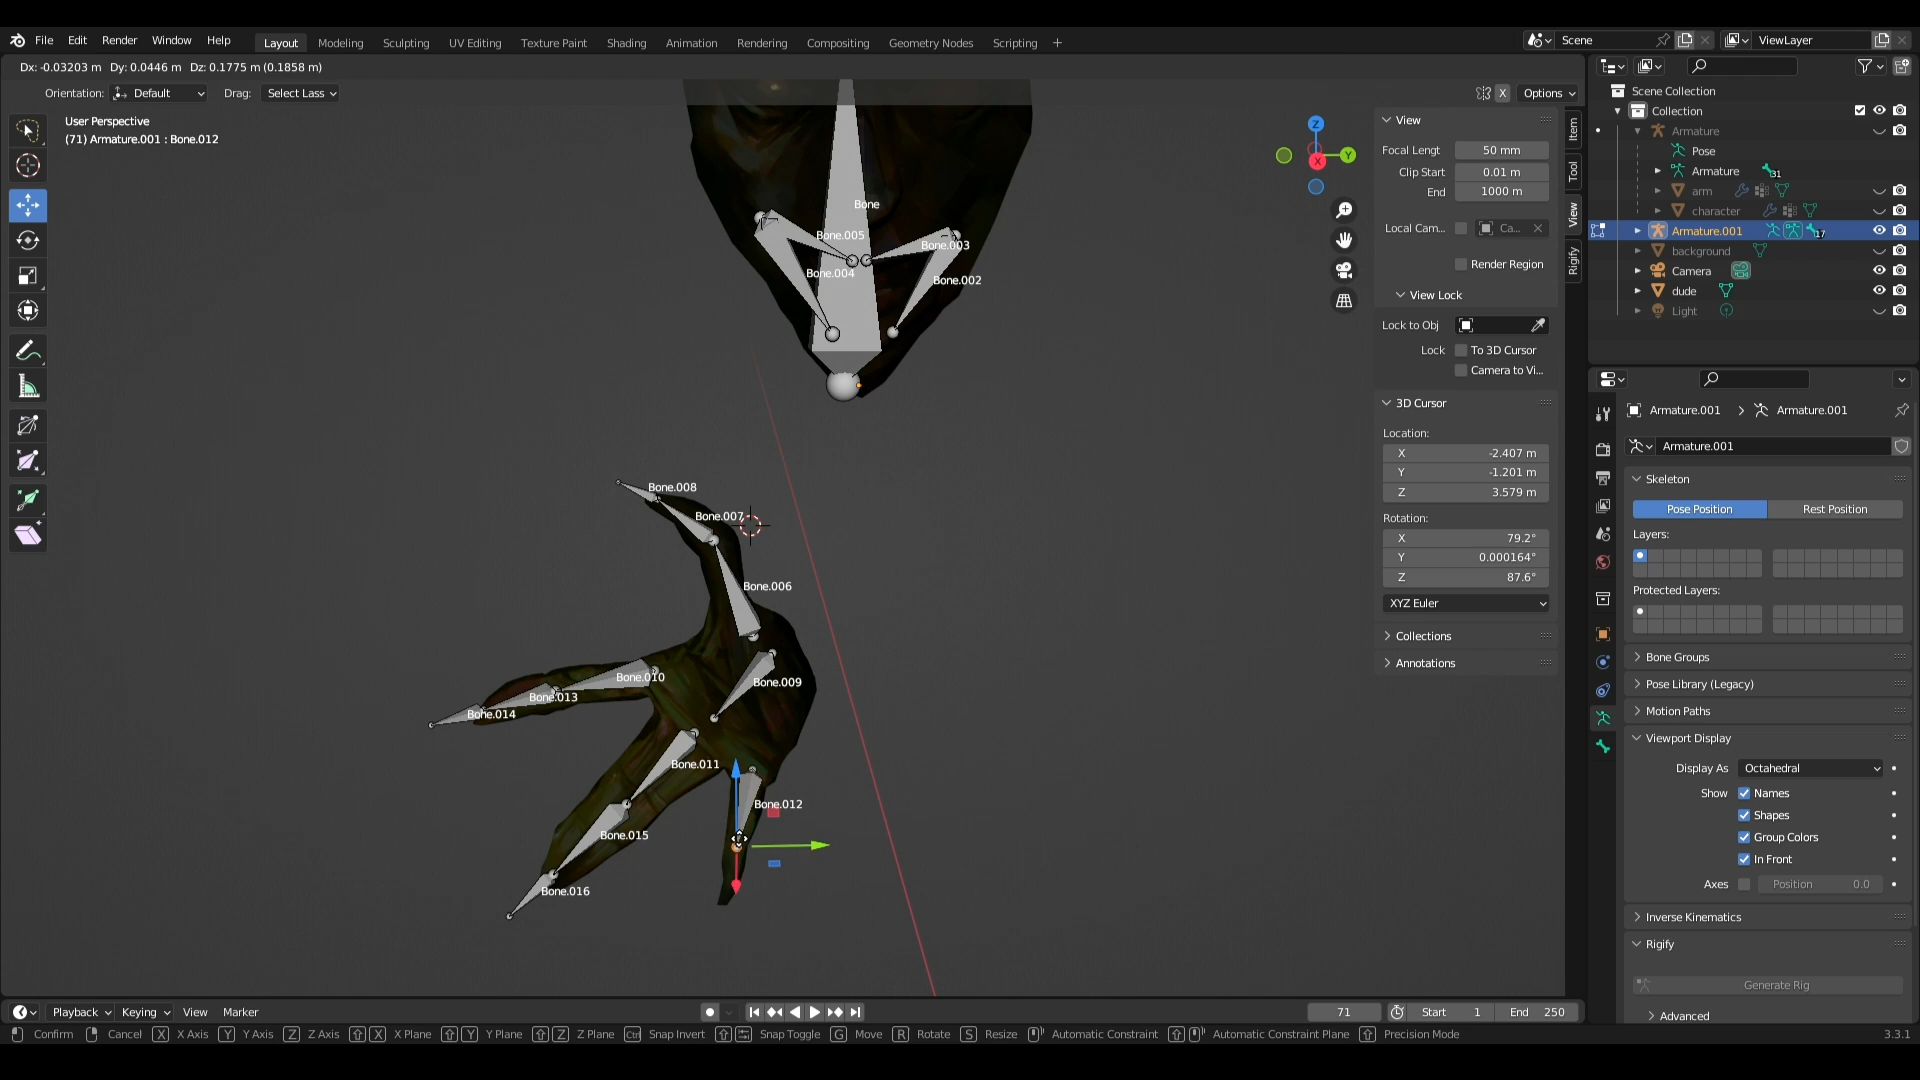 File Edit Render Window Help Layout Modeling Sculpting UV Editing Texture Paint Shading Animation Rendering Compositing Geometry Nodes Scripting + Scene ViewLayer
Dx: -0.03203 m Dy: 0.0446 m Dz: 0.1775 m (0.1858 m)
Orientation: Default Drag: Select Lass X Options
User Perspective
(71) Armature.001 : Bone.012
Bone
Bone.005
Bone.003
Bone.004
Bone.002
Bone.008
Bone.007
Bone.006
Bone.010
Bone.009
Bone.013
Bone.014
Bone.011
Bone.012
Bone.015
Bone.016
Z
Y
X
View
Focal Lengt 50 mm
Clip Start 0.01 m
End 1000 m
Local Cam... Ca...
Render Region
View Lock
Lock to Obj
Lock To 3D Cursor
Camera to Vi...
3D Cursor
Location:
X -2.407 m
Y -1.201 m
Z 3.579 m
Rotation:
X 79.2°
Y 0.000164°
Z 87.6°
XYZ Euler
Collections
Annotations
Item
Tool
View
Rigify
Scene Collection
Collection
Armature
Pose
Armature 31
arm
character
Armature.001 17
background
Camera
dude
Light
Armature.001 > Armature.001
Armature.001
Skeleton
Pose Position Rest Position
Layers:
Protected Layers:
Bone Groups
Pose Library (Legacy)
Motion Paths
Viewport Display
Display As Octahedral
Show Names
Shapes
Group Colors
In Front
Axes Position 0.0
Inverse Kinematics
Rigify
Generate Rig
Advanced
Playback Keying View Marker 71 Start 1 End 250
Confirm Cancel X X Axis Y Y Axis Z Z Axis X X Plane Y Y Plane Z Z Plane Ctrl Snap Invert Snap Toggle G Move R Rotate S Resize Automatic Constraint Automatic Constraint Plane Precision Mode 3.3.1